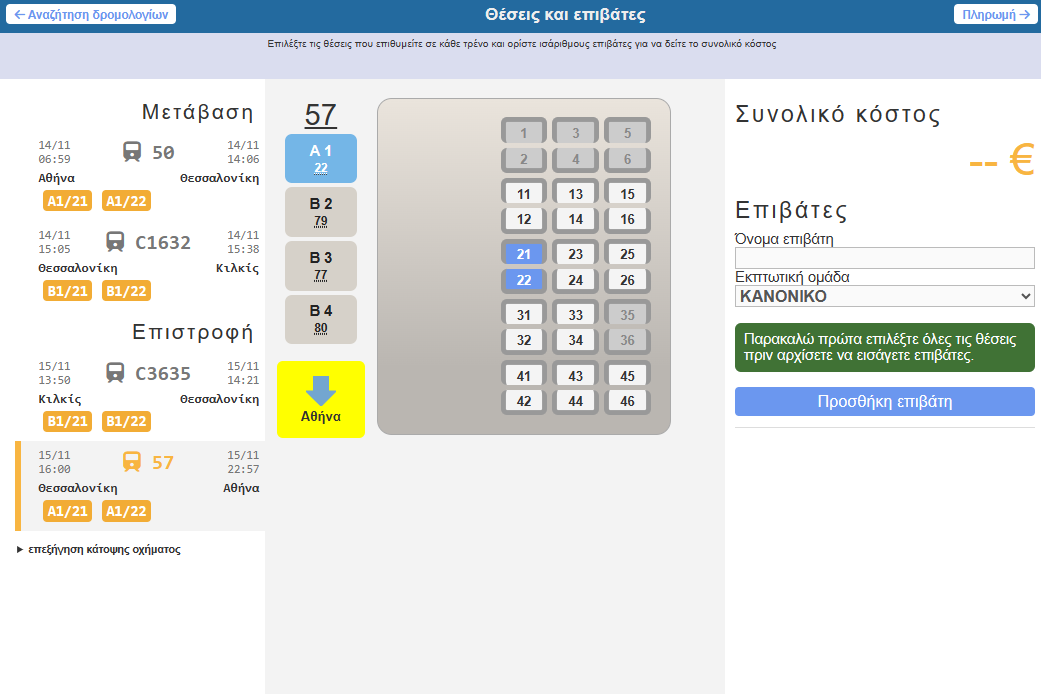 ← Αναζήτηση δρομολογίων
Θέσεις και επιβάτες
Πληρωμή →
Επιλέξτε τις θέσεις που επιθυμείτε σε κάθε τρένο και ορίστε ισάριθμους επιβάτες για να δείτε το συνολικό κόστος
Μετάβαση
14/11 50 14/11
06:59 14:06
Αθήνα Θεσσαλονίκη
A1/21 A1/22
14/11 C1632 14/11
15:05 15:38
Θεσσαλονίκη Κιλκίς
B1/21 B1/22
Επιστροφή
15/11 C3635 15/11
13:50 14:21
Κιλκίς Θεσσαλονίκη
B1/21 B1/22
15/11 57 15/11
16:00 22:57
Θεσσαλονίκη Αθήνα
A1/21 A1/22
▶ επεξήγηση κάτοψης οχήματος
57
A 1
22
B 2
79
B 3
77
B 4
80
Αθήνα
1 3 5
2 4 6
11 13 15
12 14 16
21 23 25
22 24 26
31 33 35
32 34 36
41 43 45
42 44 46
Συνολικό κόστος
-- €
Επιβάτες
Όνομα επιβάτη
Εκπτωτική ομάδα
ΚΑΝΟΝΙΚΟ
Παρακαλώ πρώτα επιλέξτε όλες τις θέσεις
πριν αρχίσετε να εισάγετε επιβάτες.
Προσθήκη επιβάτη